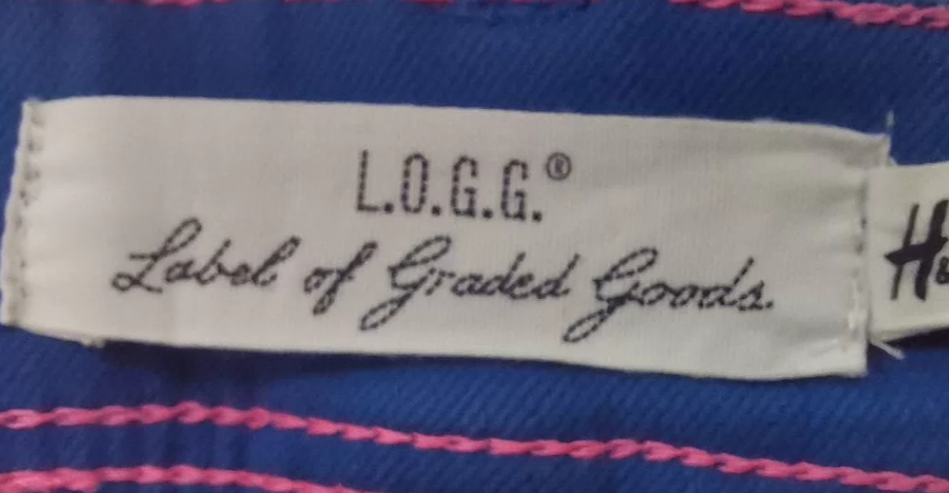 L.O.G.G.®
Label of Graded Goods.
H&